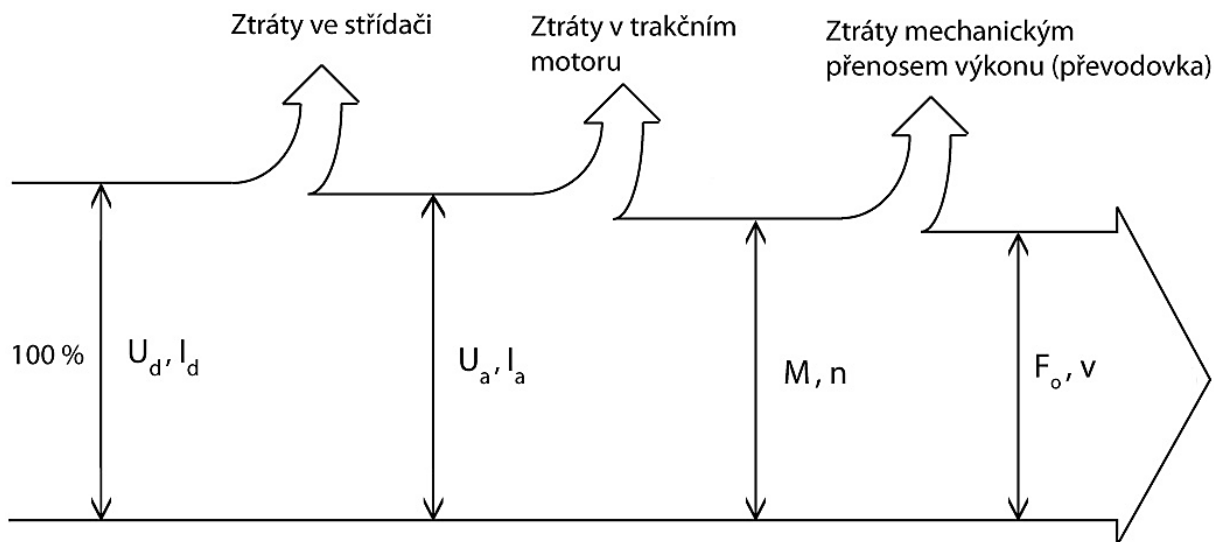 Ztráty ve střídači
Ztráty v trakčním
motoru
Ztráty mechanickým
přenosem výkonu (převodovka)
100 %
U_d, I_d
U_a, I_a
M, n
F_o, v